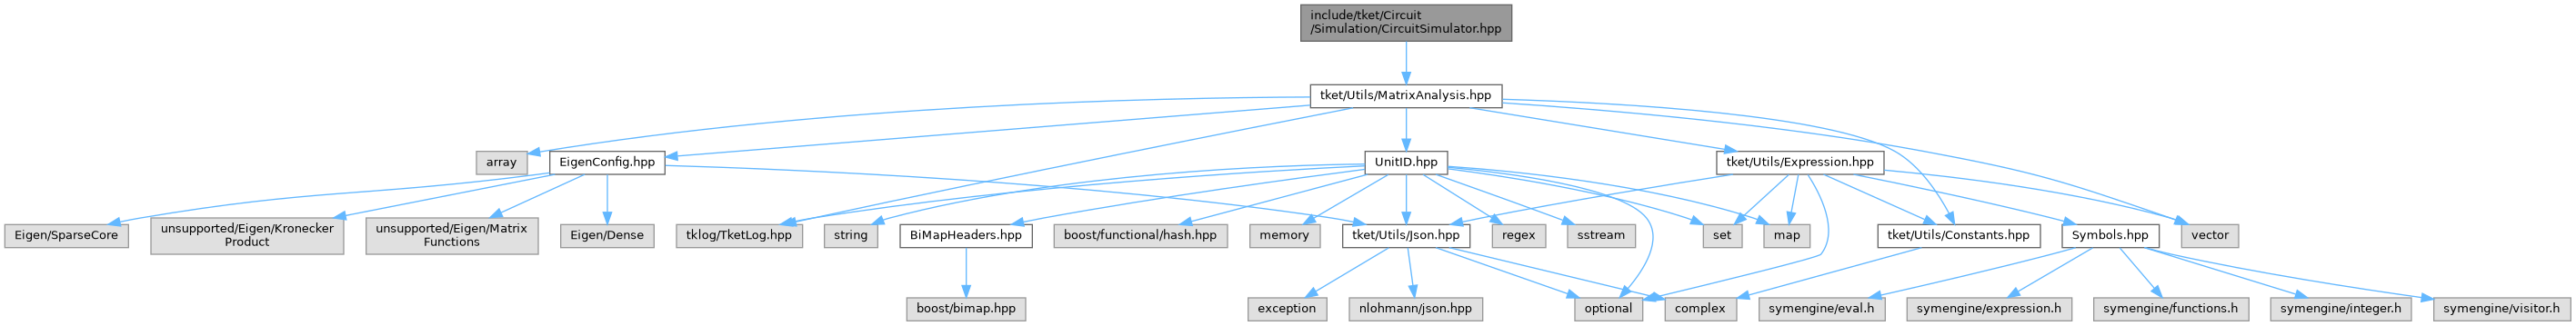 include/tket/Circuit
/Simulation/CircuitSimulator.hpp
tket/Utils/MatrixAnalysis.hpp
array
EigenConfig.hpp
UnitID.hpp
tket/Utils/Expression.hpp
Eigen/SparseCore
unsupported/Eigen/Kronecker
Product
unsupported/Eigen/Matrix
Functions
Eigen/Dense
tklog/TketLog.hpp
string
BiMapHeaders.hpp
boost/functional/hash.hpp
memory
tket/Utils/Json.hpp
regex
sstream
set
map
tket/Utils/Constants.hpp
Symbols.hpp
vector
boost/bimap.hpp
exception
nlohmann/json.hpp
optional
complex
symengine/eval.h
symengine/expression.h
symengine/functions.h
symengine/integer.h
symengine/visitor.h